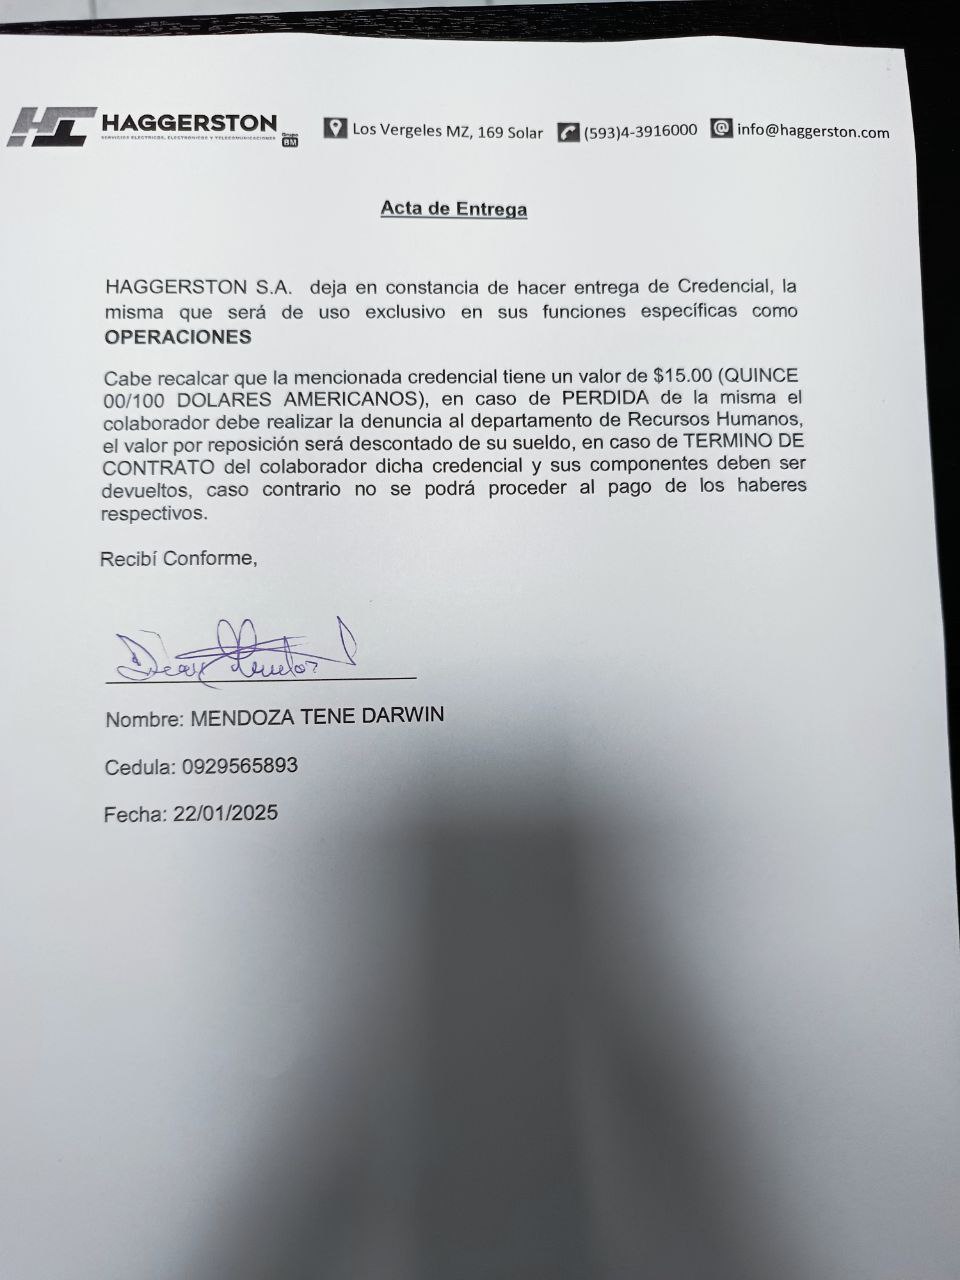 HAGGERSTON
SERVICIOS ELECTRICOS, ELECTRONICOS Y TELECOMUNICACIONES
Grupo
BM
Los Vergeles MZ, 169 Solar
(593)4-3916000
info@haggerston.com
Acta de Entrega
HAGGERSTON S.A. deja en constancia de hacer entrega de Credencial, la
misma que será de uso exclusivo en sus funciones específicas como
OPERACIONES
Cabe recalcar que la mencionada credencial tiene un valor de $15.00 (QUINCE
00/100 DOLARES AMERICANOS), en caso de PERDIDA de la misma el
colaborador debe realizar la denuncia al departamento de Recursos Humanos,
el valor por reposición será descontado de su sueldo, en caso de TERMINO DE
CONTRATO del colaborador dicha credencial y sus componentes deben ser
devueltos, caso contrario no se podrá proceder al pago de los haberes
respectivos.
Recibí Conforme,
Nombre: MENDOZA TENE DARWIN
Cedula: 0929565893
Fecha: 22/01/2025